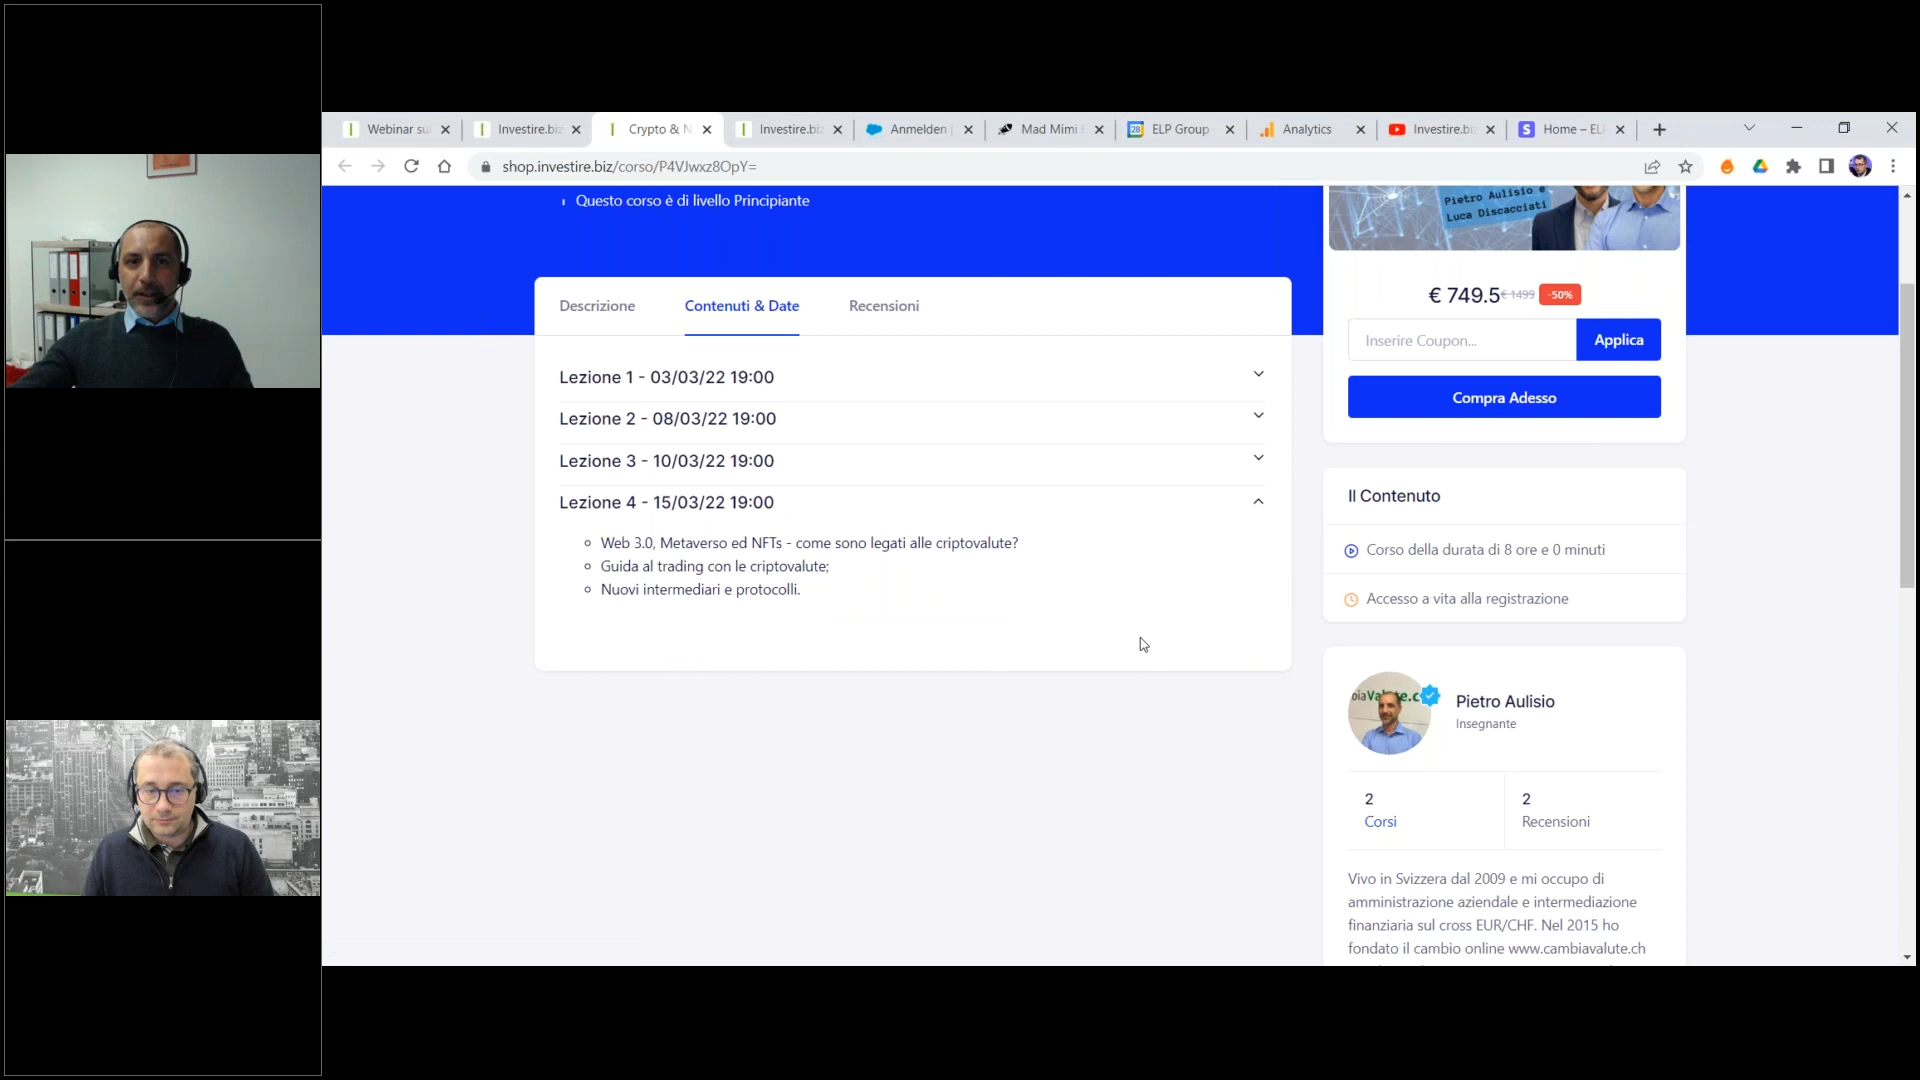 Webinar su
Investire.biz
Crypto & N
Investire.biz
Anmelden
Mad Mimi
ELP Group
Analytics
Investire.biz
Home – EL
shop.investire.biz/corso/P4VJwxz8OpY=
Questo corso è di livello Principiante
Pietro Aulisio e
Luca Discacciati
Descrizione
Contenuti & Date
Recensioni
Lezione 1 - 03/03/22 19:00
Lezione 2 - 08/03/22 19:00
Lezione 3 - 10/03/22 19:00
Lezione 4 - 15/03/22 19:00
Web 3.0, Metaverso ed NFTs - come sono legati alle criptovalute?
Guida al trading con le criptovalute;
Nuovi intermediari e protocolli.
€ 749.5 € 1499 -50%
Inserire Coupon...
Applica
Compra Adesso
Il Contenuto
Corso della durata di 8 ore e 0 minuti
Accesso a vita alla registrazione
Pietro Aulisio
Insegnante
2
Corsi
2
Recensioni
Vivo in Svizzera dal 2009 e mi occupo di
amministrazione aziendale e intermediazione
finanziaria sul cross EUR/CHF. Nel 2015 ho
fondato il cambio online www.cambiavalute.ch